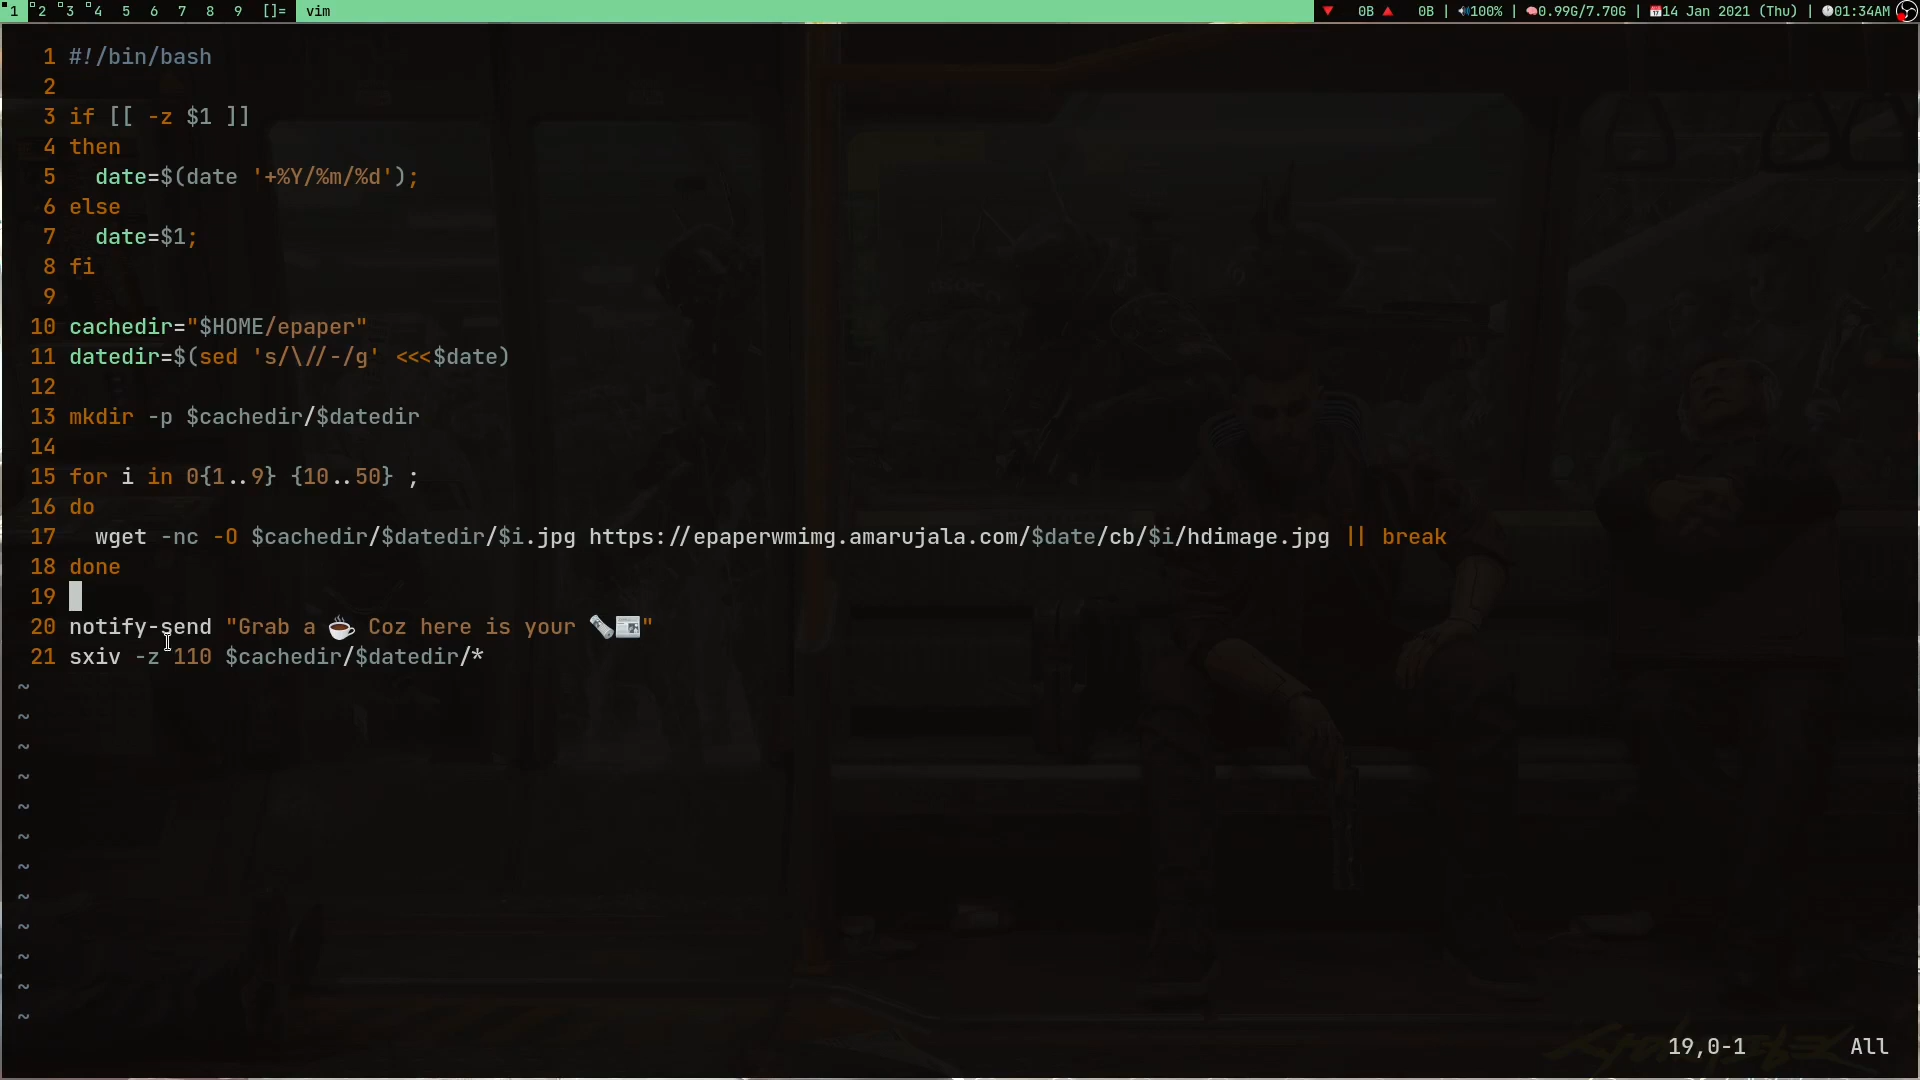 1 2 3 4 5 6 7 8 9 []= vim 🔻 0B 🔺 0B | 🔊100% | 🧠0.99G/7.70G | 📅14 Jan 2021 (Thu) | 🕐01:34AM
1 #!/bin/bash
2
3 if [[ -z $1 ]]
4 then
5   date=$(date '+%Y/%m/%d');
6 else
7   date=$1;
8 fi
9
10 cachedir="$HOME/epaper"
11 datedir=$(sed 's/\//-/g' <<<$date)
12
13 mkdir -p $cachedir/$datedir
14
15 for i in 0{1..9} {10..50} ;
16 do
17   wget -nc -O $cachedir/$datedir/$i.jpg https://epaperwmimg.amarujala.com/$date/cb/$i/hdimage.jpg || break
18 done
19
20 notify-send "Grab a ☕ Coz here is your 🗞️📰"
21 sxiv -z 110 $cachedir/$datedir/*
~
~
~
~
~
~
~
~
~
~
~
~
19,0-1 All